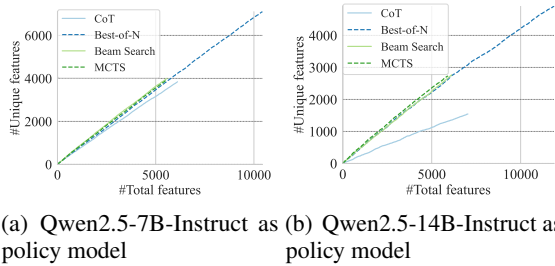 6000
4000
2000
0
#Unique features
CoT
Best-of-N
Beam Search
MCTS
0
5000
10000
#Total features
5000
4000
3000
2000
1000
0
#Unique features
CoT
Best-of-N
Beam Search
MCTS
0
5000
10000
#Total features
(a) Qwen2.5-7B-Instruct as
policy model
(b) Qwen2.5-14B-Instruct as
policy model